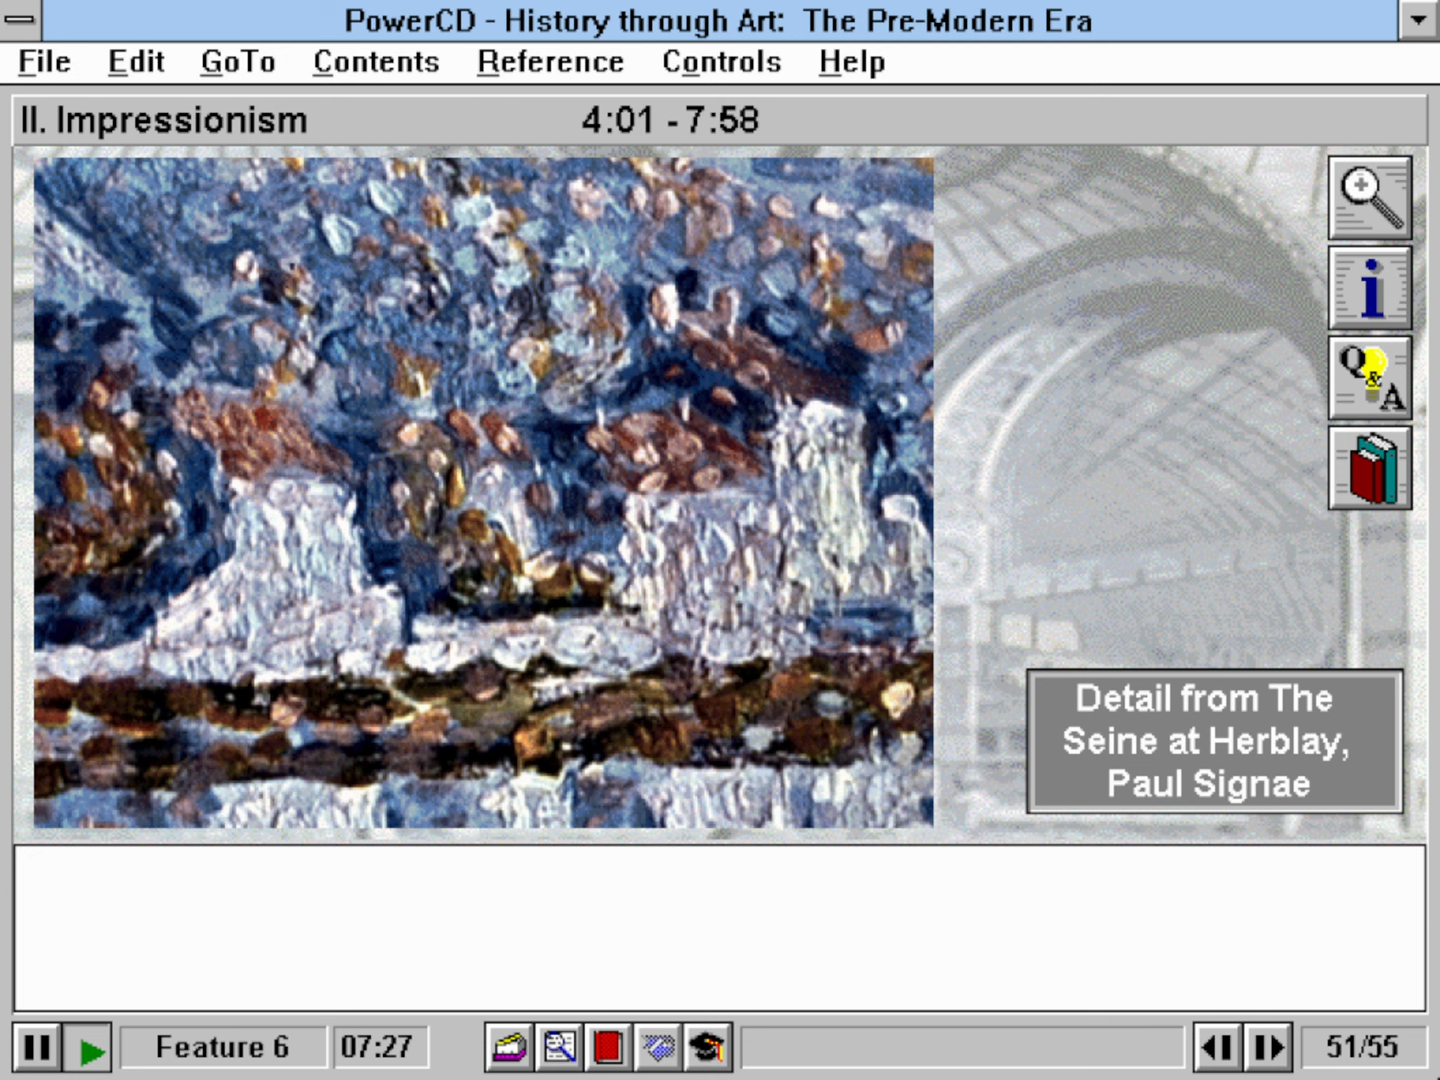 PowerCD - History through Art: The Pre-Modern Era
File Edit GoTo Contents Reference Controls Help
II. Impressionism 4:01 - 7:58
i
Q & A
Detail from The
Seine at Herblay,
Paul Signae
Feature 6 07:27 51/55